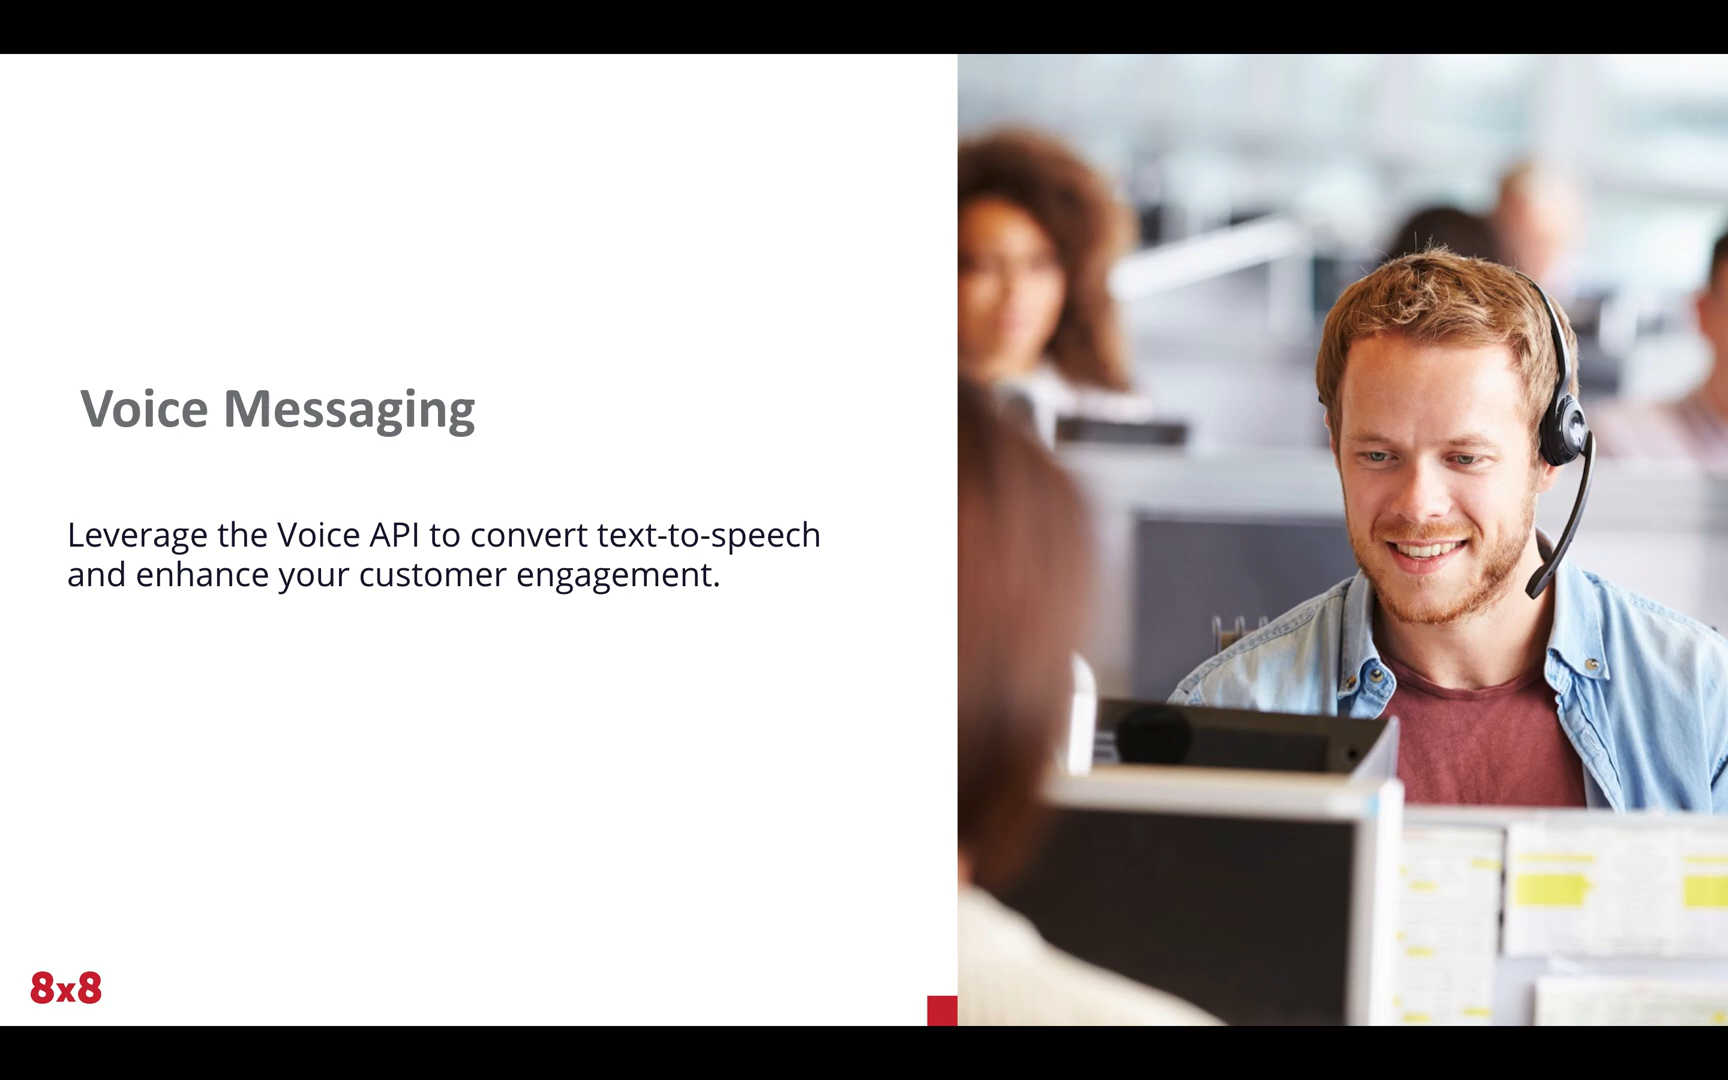 Voice Messaging
Leverage the Voice API to convert text-to-speech
and enhance your customer engagement.
8x8